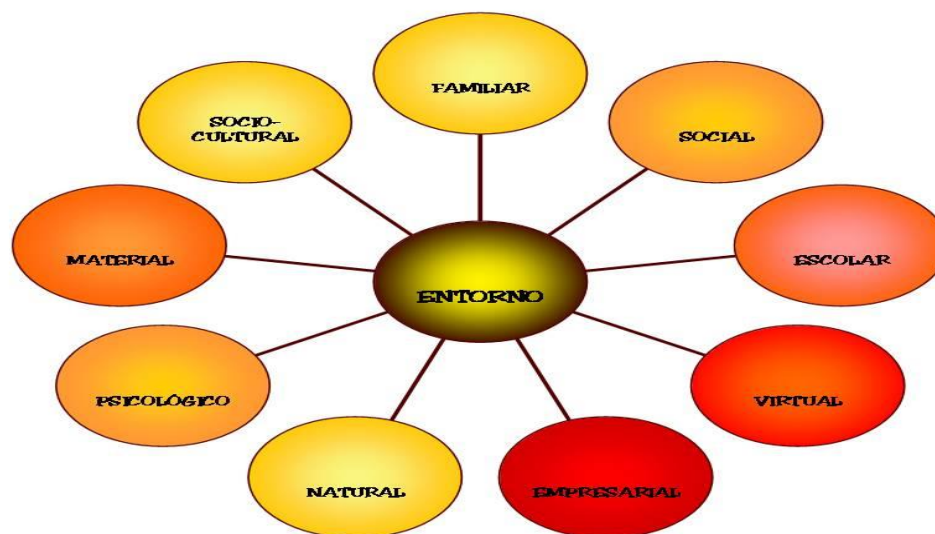 FAMILIAR
SOCIO-
CULTURAL
SOCIAL
MATERIAL
ESCOLAR
ENTORNO
PSICOLÓGICO
VIRTUAL
NATURAL
EMPRESARIAL